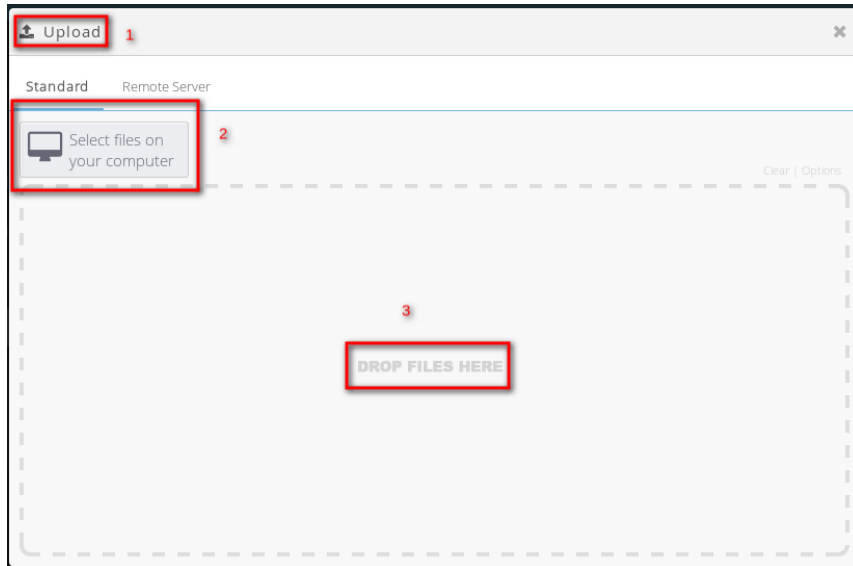 Upload
1
Standard Remote Server
Select files on
your computer
2
Clear | Options
3
DROP FILES HERE